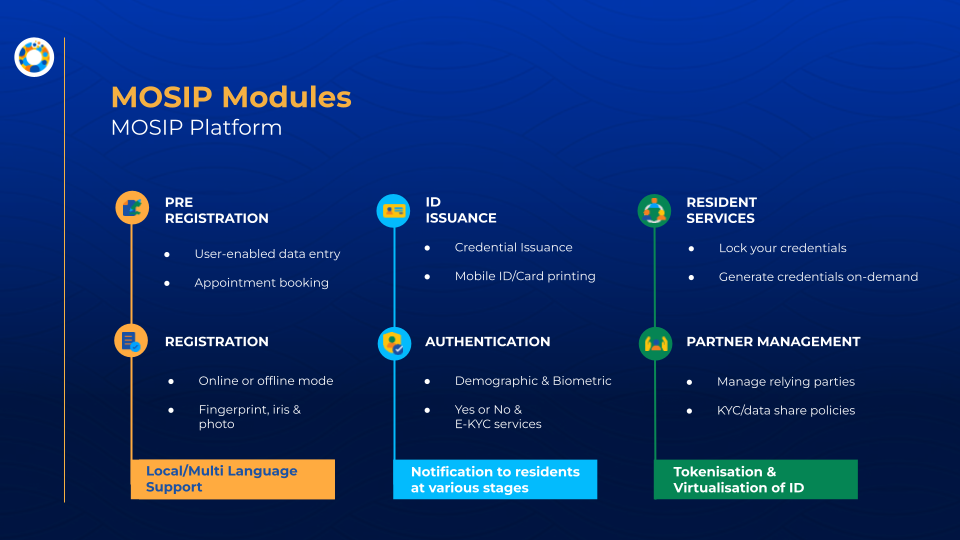 MOSIP Modules
MOSIP Platform
PRE
REGISTRATION
● User-enabled data entry
● Appointment booking
REGISTRATION
● Online or offline mode
● Fingerprint, iris &
photo
Local/Multi Language
Support
ID
ISSUANCE
● Credential Issuance
● Mobile ID/Card printing
AUTHENTICATION
● Demographic & Biometric
● Yes or No &
E-KYC services
Notification to residents
at various stages
RESIDENT
SERVICES
● Lock your credentials
● Generate credentials on-demand
PARTNER MANAGEMENT
● Manage relying parties
● KYC/data share policies
Tokenisation &
Virtualisation of ID